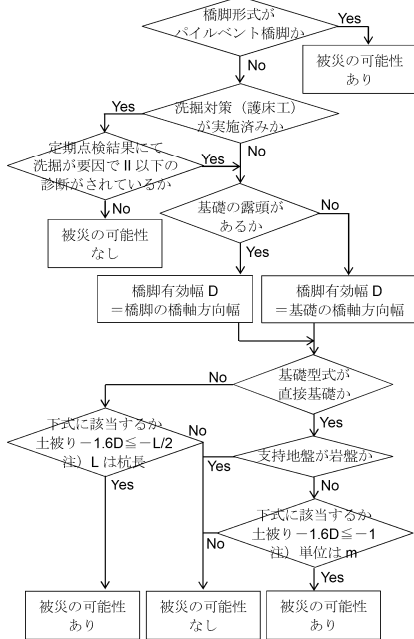 橋脚形式が
パイルベント橋脚か
Yes
被災の可能性
あり
No
洗掘対策（護床工）
が実施済みか
Yes
No
定期点検結果にて
洗掘が要因でⅡ以下の
診断がされているか
Yes
No
被災の可能性
なし
基礎の露頭が
あるか
No
Yes
橋脚有効幅 D
＝橋脚の橋軸方向幅
橋脚有効幅 D
＝基礎の橋軸方向幅
基礎型式が
直接基礎か
No
Yes
下式に該当するか
土被り－1.6D≦－L/2
注）L は杭長
No
Yes
支持地盤が岩盤か
Yes
No
下式に該当するか
土被り－1.6D≦－1
注）単位は m
No
Yes
被災の可能性
あり
被災の可能性
なし
被災の可能性
あり